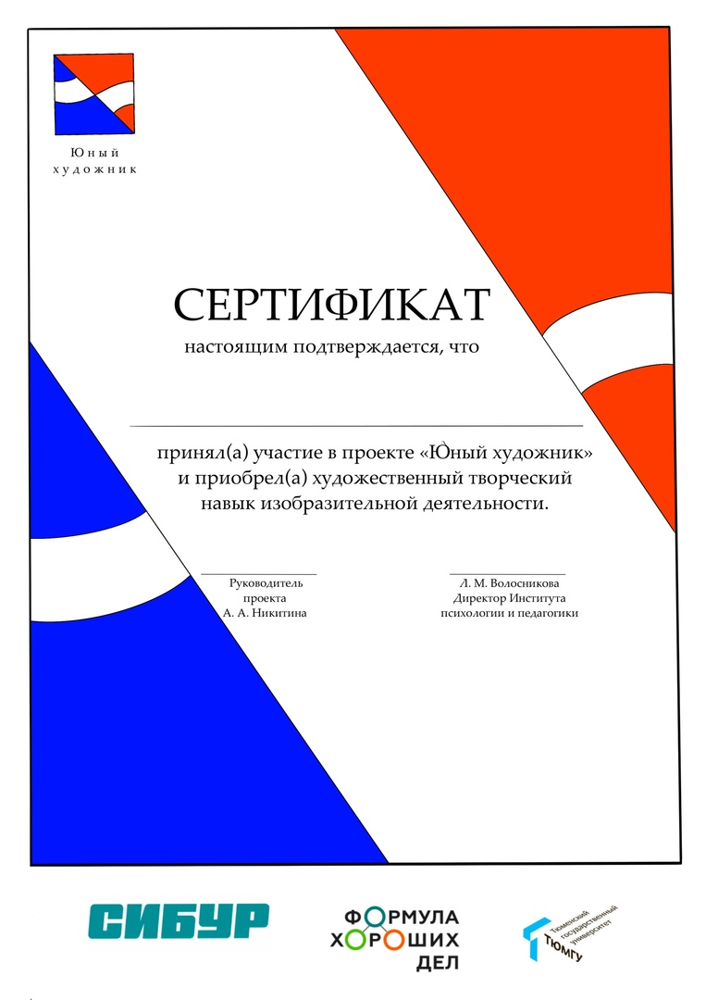 Юный
художник
СЕРТИФИКАТ
настоящим подтверждается, что
принял(а) участие в проекте «Юный художник»
и приобрел(а) художественный творческий
навык изобразительной деятельности.
Руководитель
проекта
А. А. Никитина
Л. М. Волосникова
Директор Института
психологии и педагогики
СИБУР
ФОРМУЛА
ХОРОШИХ
ДЕЛ
Тюменский
государственный
университет
ТЮМГУ